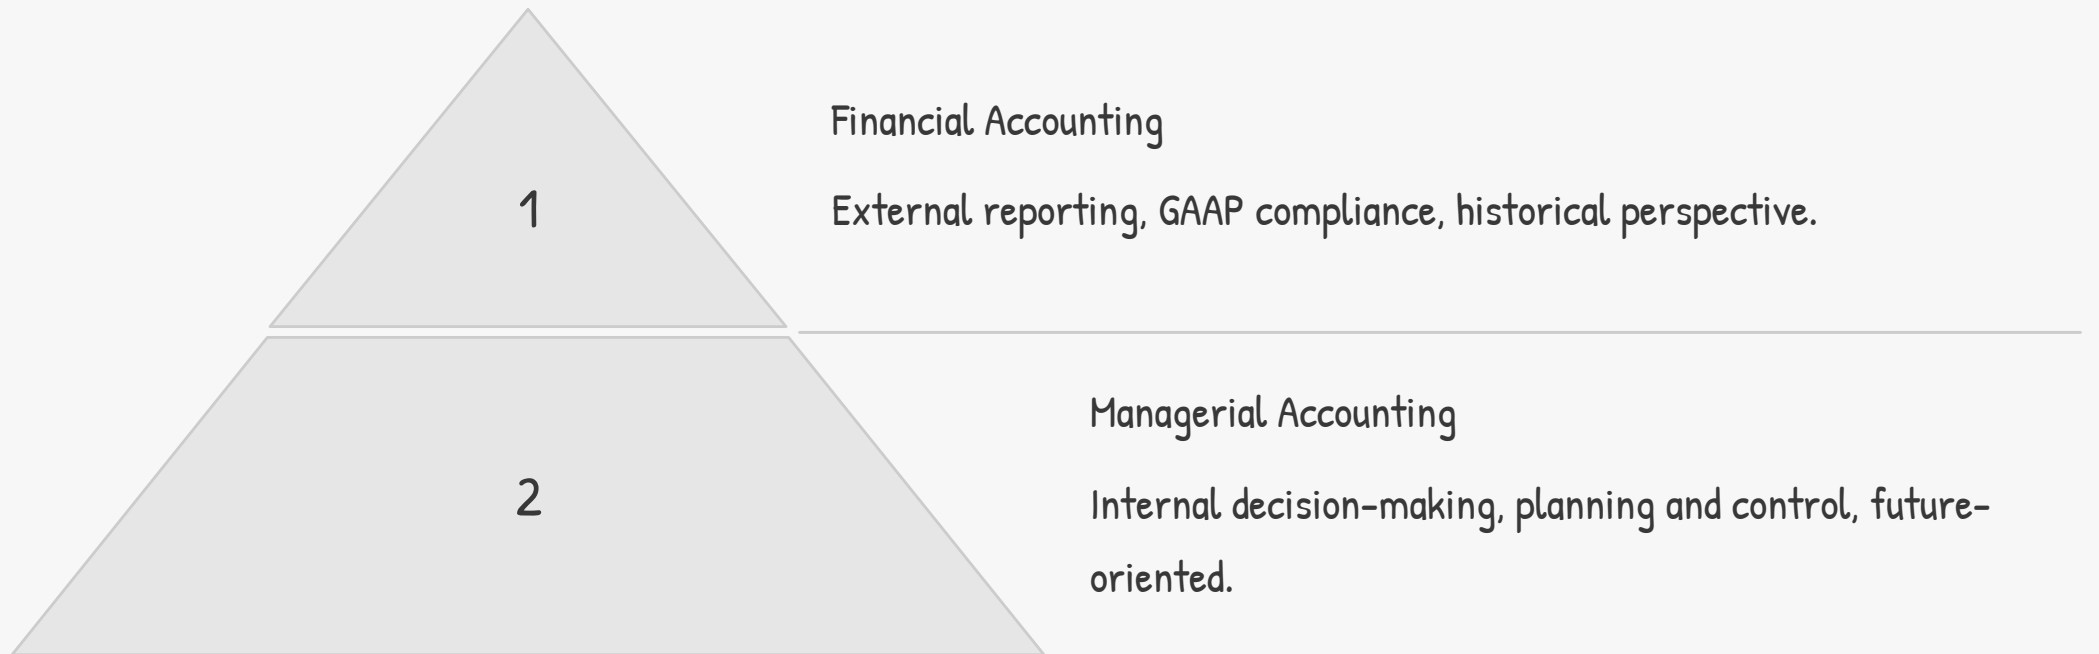 1
Financial Accounting
External reporting, GAAP compliance, historical perspective.
2
Managerial Accounting
Internal decision-making, planning and control, future-
oriented.